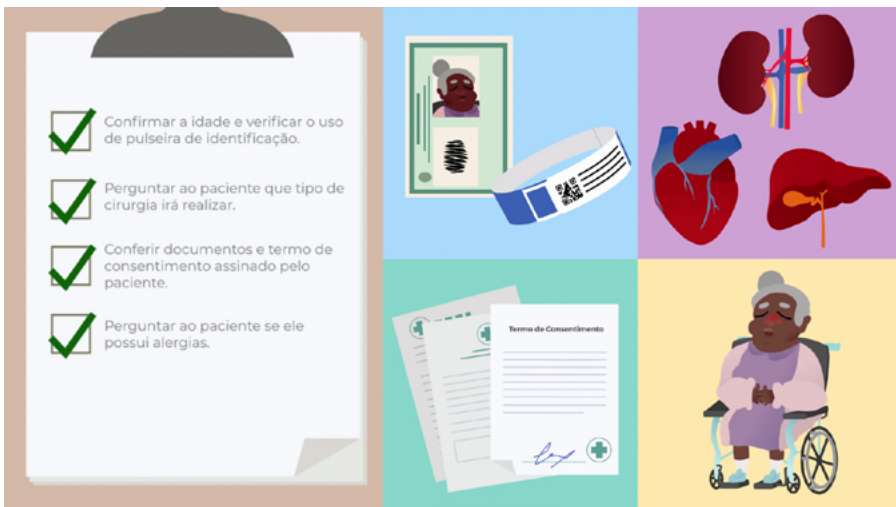 Confirmar a idade e verificar o uso
de pulseira de identificação.
Perguntar ao paciente que tipo de
cirurgia irá realizar.
Conferir documentos e termo de
consentimento assinado pelo
paciente.
Perguntar ao paciente se ele
possui alergias.
Termo de Consentimento